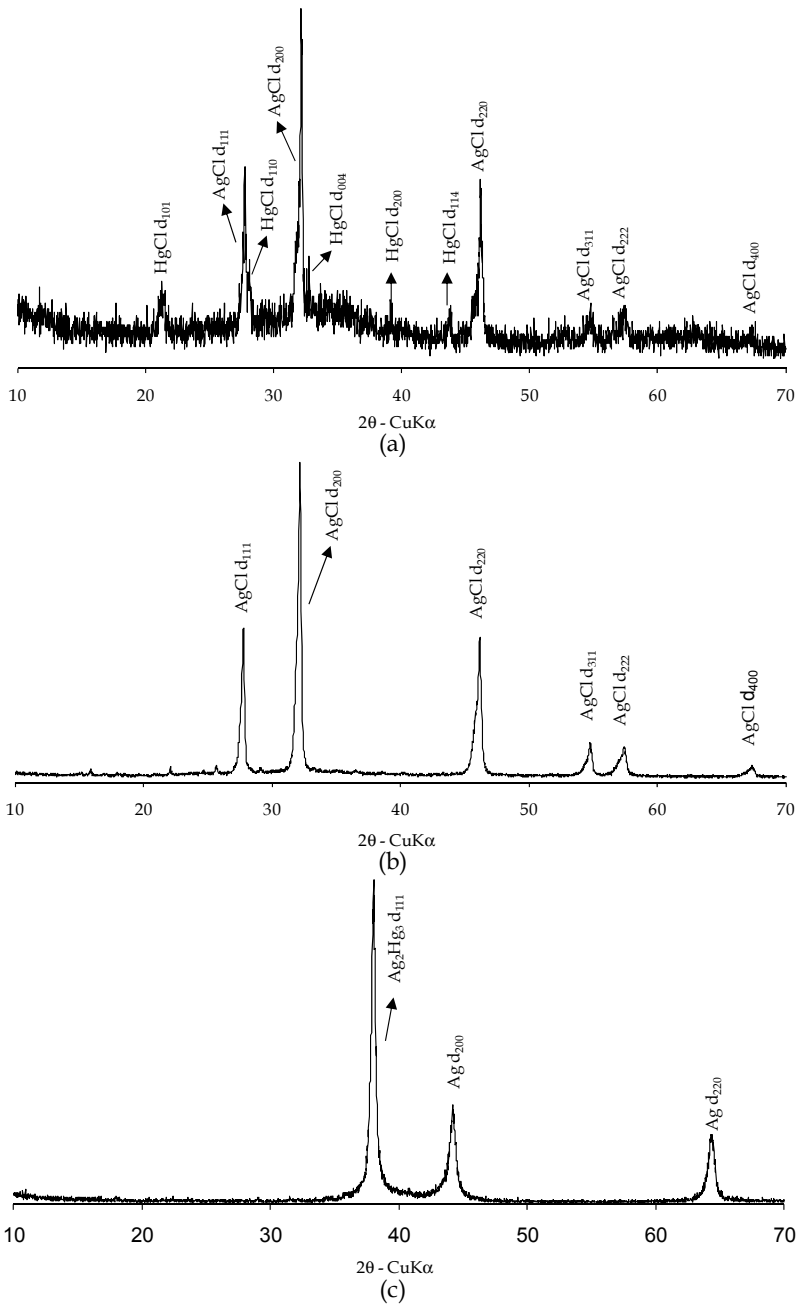 HgCl d101
AgCl d111
HgCl d110
AgCl d200
HgCl d004
HgCl d200
HgCl d114
AgCl d220
AgCl d311
AgCl d222
AgCl d400
10 20 30 40 50 60 70
2θ - CuKα
(a)
AgCl d111
AgCl d200
AgCl d220
AgCl d311
AgCl d222
AgCl d400
10 20 30 40 50 60 70
2θ - CuKα
(b)
Ag2Hg3 d111
Ag d200
Ag d220
10 20 30 40 50 60 70
2θ - CuKα
(c)